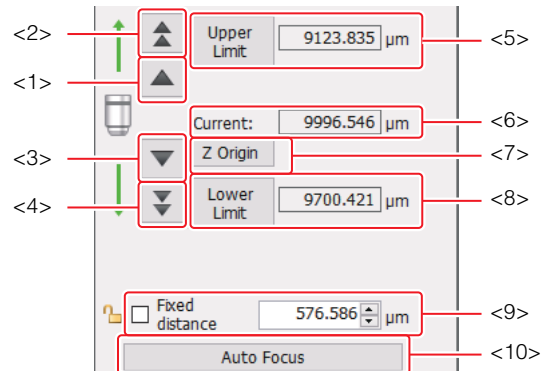 <2>
Upper
Limit
9123.835 µm
<5>
<1>
Current: 9996.546 µm
<6>
<3>
Z Origin
<7>
<4>
Lower
Limit
9700.421 µm
<8>
Fixed
distance
576.586 µm
<9>
Auto Focus
<10>